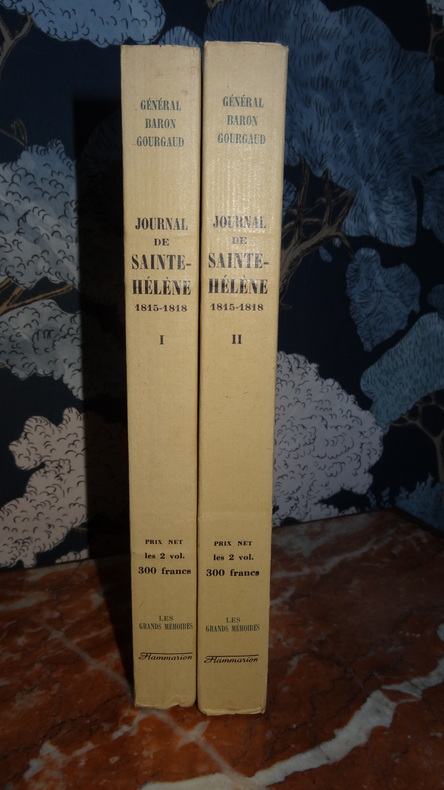 GÉNÉRAL
BARON
GOURGAUD
JOURNAL
DE
SAINTE-
HÉLÈNE
1815-1818
I
PRIX NET
les 2 vol.
300 francs
LES
GRANDS MÉMOIRES
Flammarion
GÉNÉRAL
BARON
GOURGAUD
JOURNAL
DE
SAINTE-
HÉLÈNE
1815-1818
II
PRIX NET
les 2 vol.
300 francs
LES
GRANDS MÉMOIRES
Flammarion